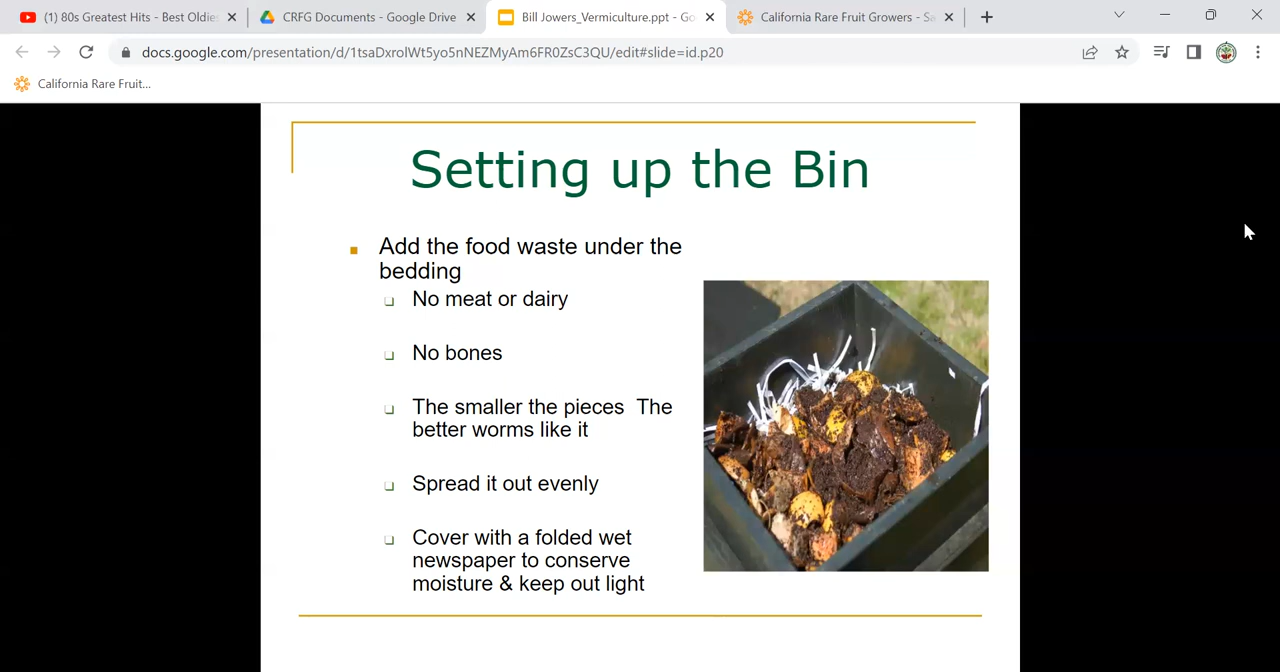 (1) 80s Greatest Hits - Best Oldie
CRFG Documents - Google Drive
Bill Jowers_Vermiculture.ppt - Go
California Rare Fruit Growers - Sa
docs.google.com/presentation/d/1tsaDxrolWt5yo5nNEZMyAm6FR0ZsC3QU/edit#slide=id.p20
California Rare Fruit...
Setting up the Bin
Add the food waste under the
bedding
No meat or dairy
No bones
The smaller the pieces  The
better worms like it
Spread it out evenly
Cover with a folded wet
newspaper to conserve
moisture & keep out light